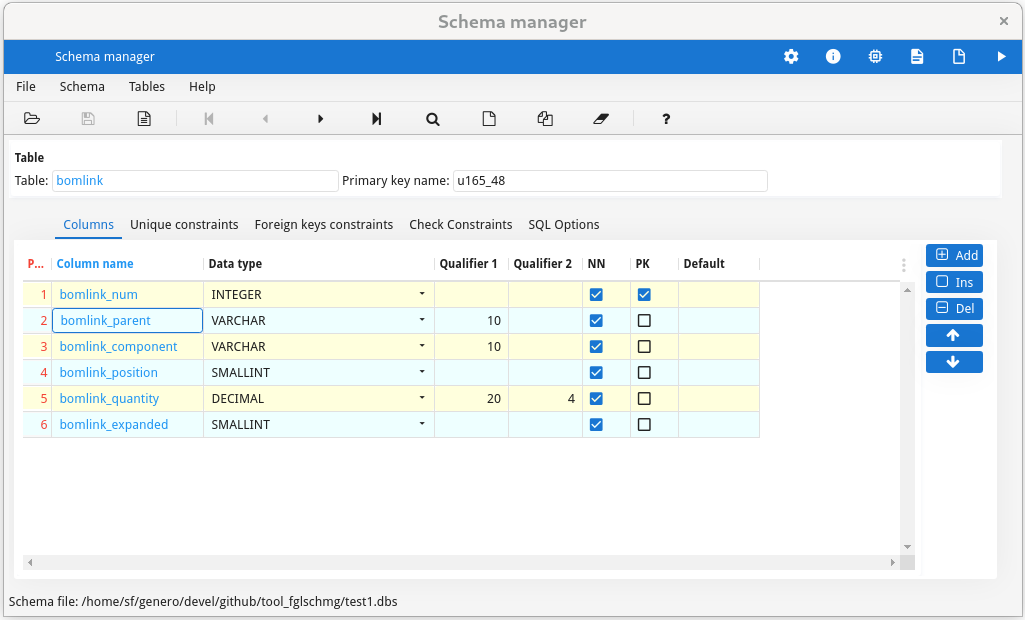 Schema manager
Schema manager
File Schema Tables Help
?
Table
Table: bomlink Primary key name: u165_48
Columns Unique constraints Foreign keys constraints Check Constraints SQL Options
P... Column name Data type Qualifier 1 Qualifier 2 NN PK Default
1 bomlink_num INTEGER
2 bomlink_parent VARCHAR 10
3 bomlink_component VARCHAR 10
4 bomlink_position SMALLINT
5 bomlink_quantity DECIMAL 20 4
6 bomlink_expanded SMALLINT
Add
Ins
Del
Schema file: /home/sf/genero/devel/github/tool_fglschmg/test1.dbs